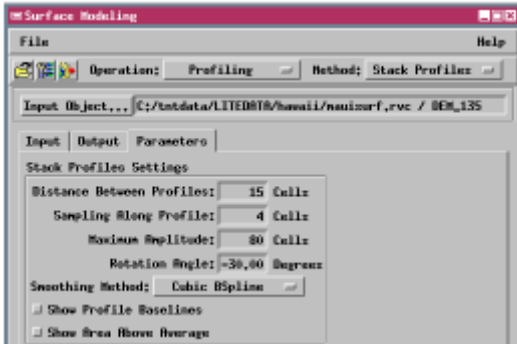 Surface Modeling
File Help
Operation: Profiling Method: Stack Profiles
Input Object... C:/tntdata/LITEDATA/hawaii/mauisurf.rvc / DEM_135
Input Output Parameters
Stack Profiles Settings
Distance Between Profiles: 15 Cells
Sampling Along Profile: 4 Cells
Maximum Amplitude: 80 Cells
Rotation Angle: -30.00 Degrees
Smoothing Method: Cubic BSpline
Show Profile Baselines
Show Area Above Average